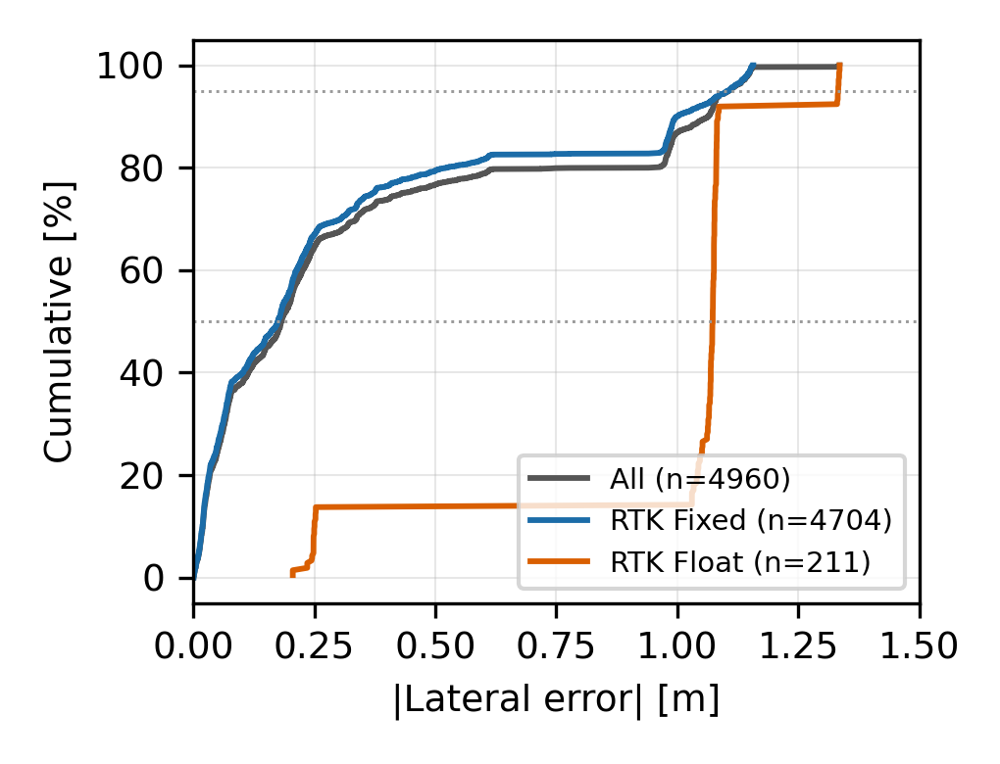 100
80
60
40
20
0
Cumulative [%]
All (n=4960)
RTK Fixed (n=4704)
RTK Float (n=211)
0.00 0.25 0.50 0.75 1.00 1.25 1.50
|Lateral error| [m]